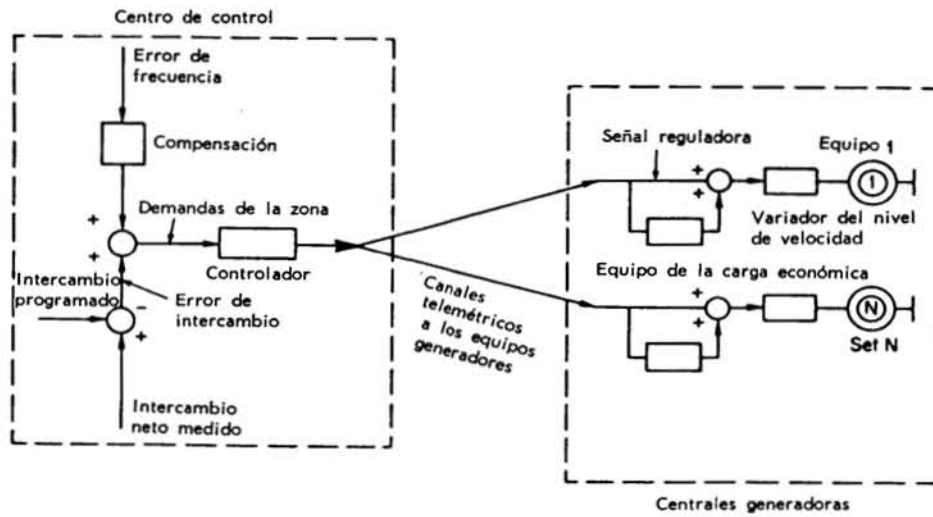 Centro de control
Error de
frecuencia
Compensación
+
+
Demandas de la zona
Controlador
Intercambio
programado
-
+
Error de
intercambio
Intercambio
neto medido
Canales
telemétricos
a los equipos
generadores
Señal reguladora
Equipo 1
+
+
1
Variador del nivel
de velocidad
Equipo de la carga económica
+
+
N
Set N
Centrales generadoras